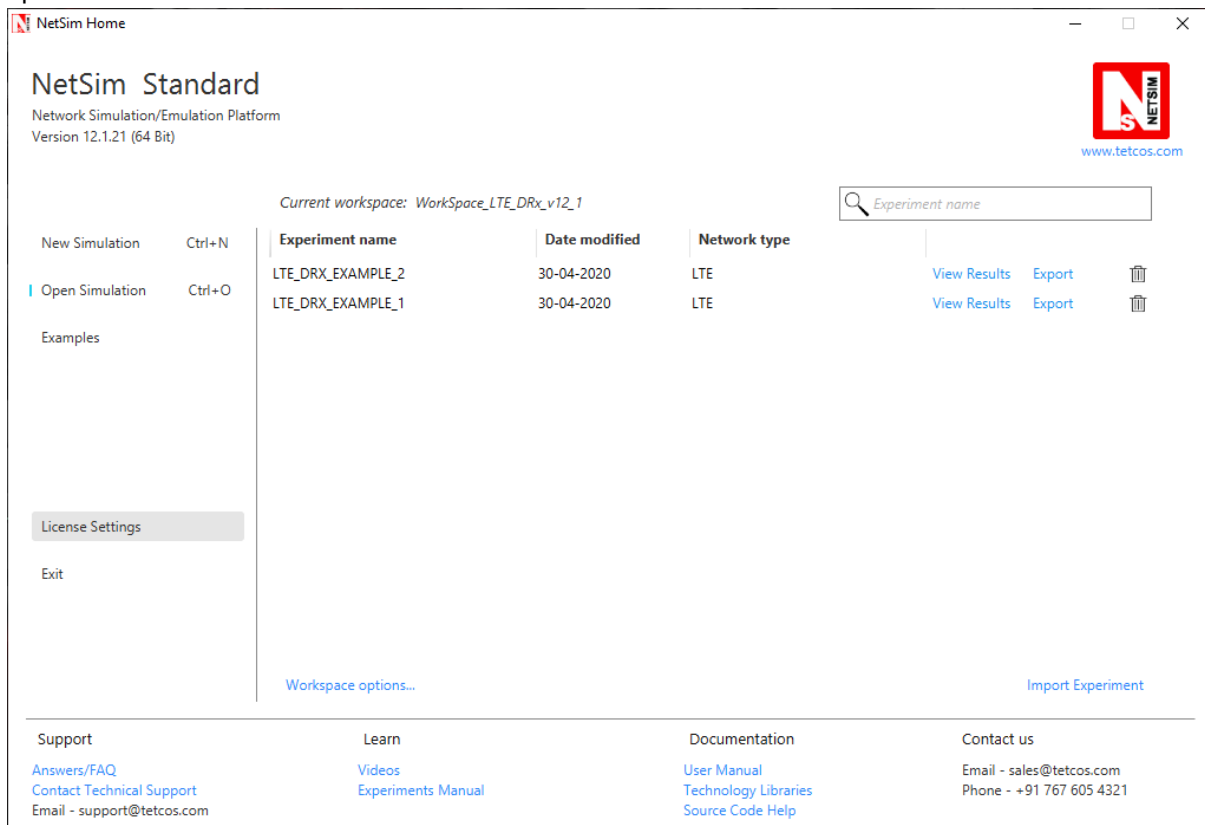 NetSim Home
NetSim Standard
Network Simulation/Emulation Platform
Version 12.1.21 (64 Bit)
N
S
NETSIM
www.tetcos.com
Current workspace: WorkSpace_LTE_DRx_v12_1
Experiment name
New Simulation Ctrl+N
Open Simulation Ctrl+O
Examples
License Settings
Exit
Experiment name Date modified Network type
LTE_DRX_EXAMPLE_2 30-04-2020 LTE View Results Export
LTE_DRX_EXAMPLE_1 30-04-2020 LTE View Results Export
Workspace options... Import Experiment
Support
Answers/FAQ
Contact Technical Support
Email - support@tetcos.com
Learn
Videos
Experiments Manual
Documentation
User Manual
Technology Libraries
Source Code Help
Contact us
Email - sales@tetcos.com
Phone - +91 767 605 4321